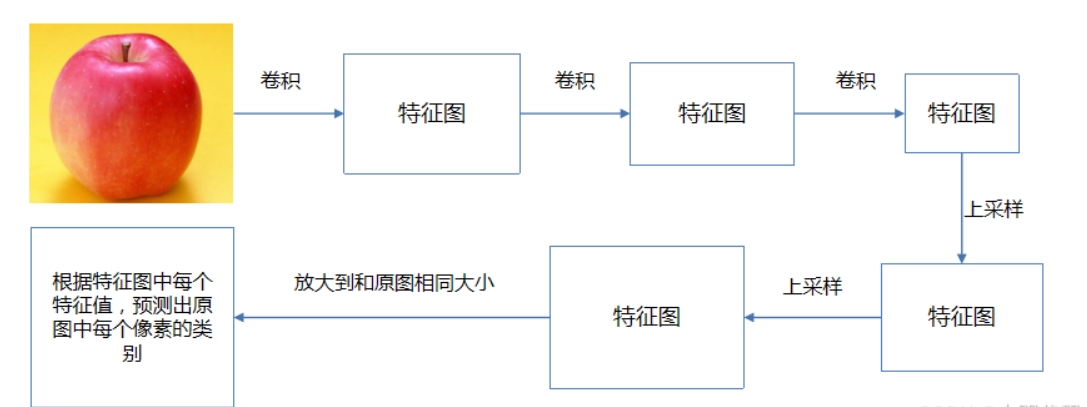 卷积
卷积
卷积
特征图
特征图
特征图
上采样
根据特征图中每个
特征值，预测出原
图中每个像素的类
别
放大到和原图相同大小
特征图
上采样
特征图